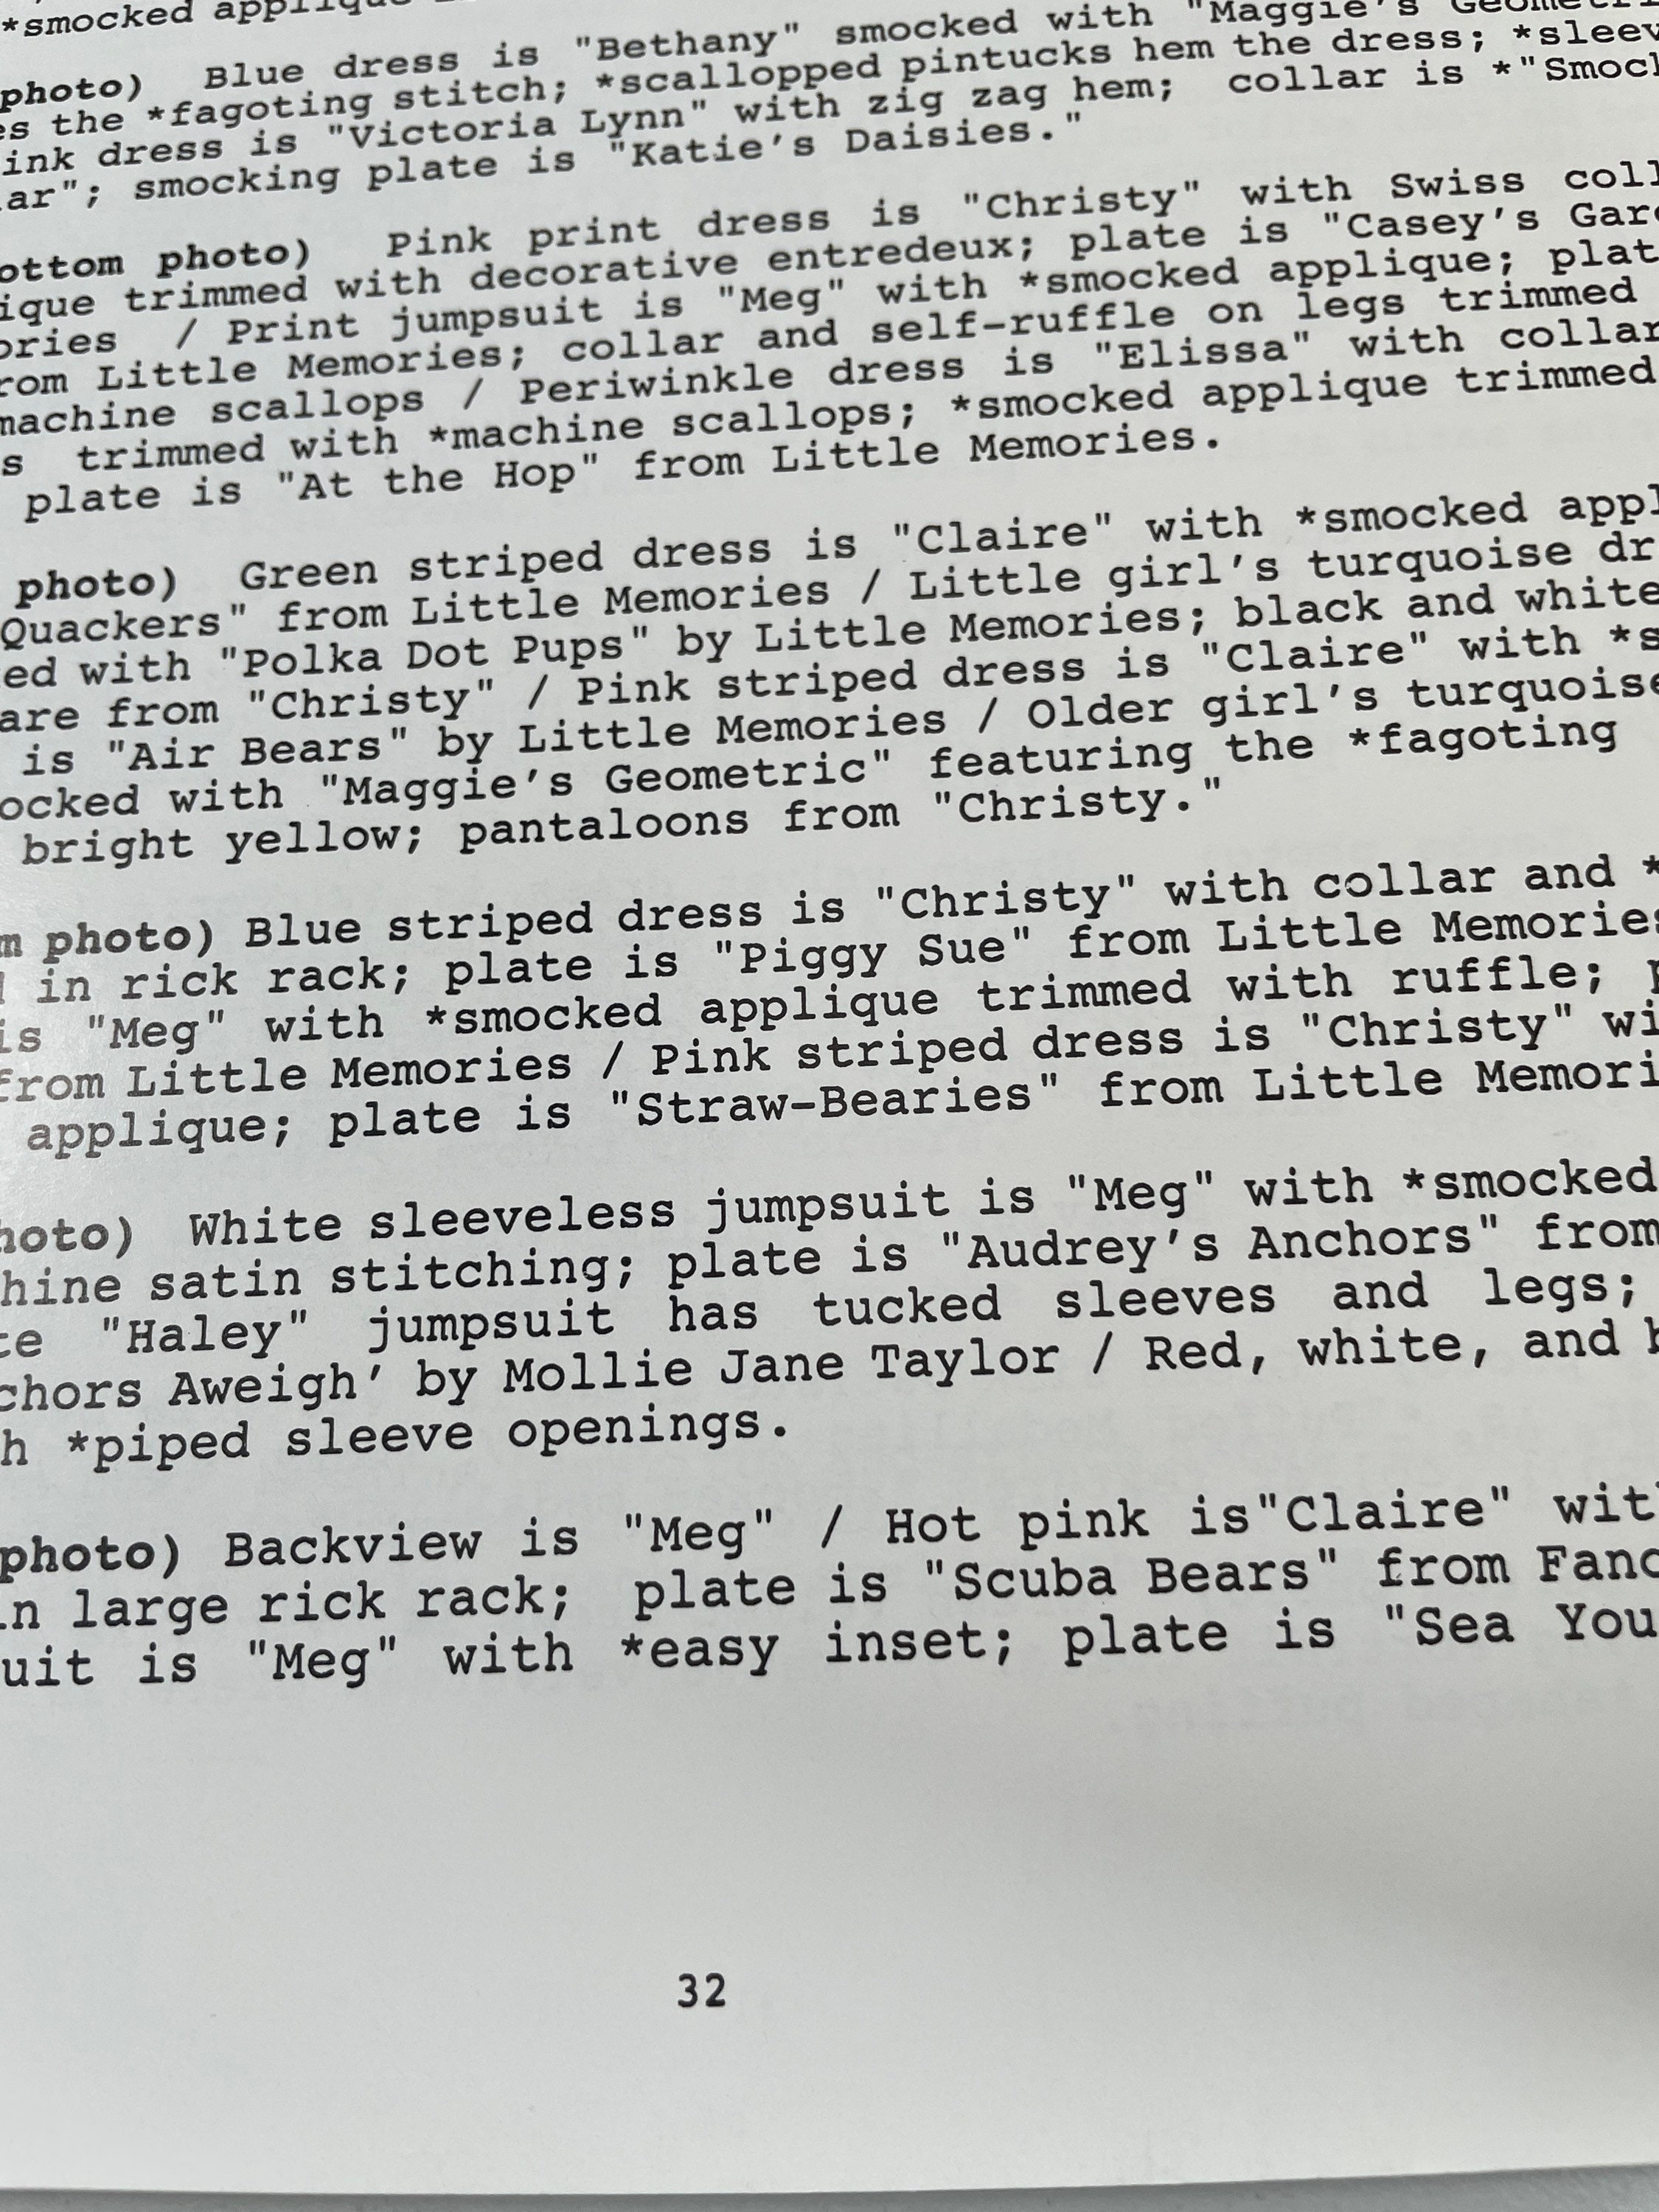 *smocked applique
photo) Blue dress is "Bethany" smocked with "Maggie's Geometri
es the *fagoting stitch; *scallopped pintucks hem the dress; *sleev
ink dress is "Victoria Lynn" with zig zag hem; collar is *"Smock
lar"; smocking plate is "Katie's Daisies."
ottom photo) Pink print dress is "Christy" with Swiss coll
ique trimmed with decorative entredeux; plate is "Casey's Gard
ories / Print jumpsuit is "Meg" with *smocked applique; plat
rom Little Memories; collar and self-ruffle on legs trimmed
machine scallops / Periwinkle dress is "Elissa" with collar
s trimmed with *machine scallops; *smocked applique trimmed
plate is "At the Hop" from Little Memories.
photo) Green striped dress is "Claire" with *smocked appl
Quackers" from Little Memories / Little girl's turquoise dr
ed with "Polka Dot Pups" by Little Memories; black and white
are from "Christy" / Pink striped dress is "Claire" with *s
is "Air Bears" by Little Memories / Older girl's turquoise
ocked with "Maggie's Geometric" featuring the *fagoting
bright yellow; pantaloons from "Christy."
m photo) Blue striped dress is "Christy" with collar and *
in rick rack; plate is "Piggy Sue" from Little Memories
is "Meg" with *smocked applique trimmed with ruffle; p
from Little Memories / Pink striped dress is "Christy" wi
applique; plate is "Straw-Bearies" from Little Memori
hoto) White sleeveless jumpsuit is "Meg" with *smocked
hine satin stitching; plate is "Audrey's Anchors" from
te "Haley" jumpsuit has tucked sleeves and legs;
chors Aweigh' by Mollie Jane Taylor / Red, white, and b
h *piped sleeve openings.
photo) Backview is "Meg" / Hot pink is"Claire" with
in large rick rack; plate is "Scuba Bears" from Fanc
uit is "Meg" with *easy inset; plate is "Sea You
32